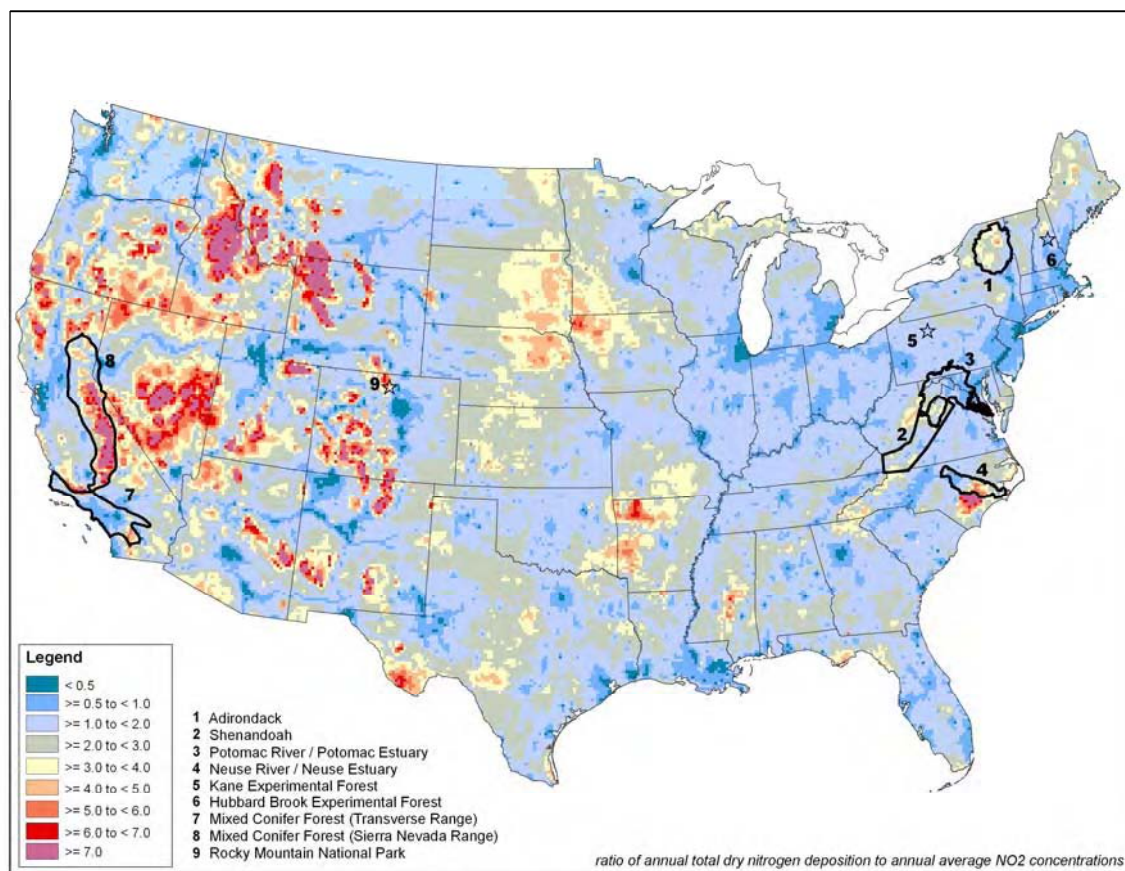 8
9
7
1
6
5
3
2
4
Legend
< 0.5
>= 0.5 to < 1.0
>= 1.0 to < 2.0
>= 2.0 to < 3.0
>= 3.0 to < 4.0
>= 4.0 to < 5.0
>= 5.0 to < 6.0
>= 6.0 to < 7.0
>= 7.0
1 Adirondack
2 Shenandoah
3 Potomac River / Potomac Estuary
4 Neuse River / Neuse Estuary
5 Kane Experimental Forest
6 Hubbard Brook Experimental Forest
7 Mixed Conifer Forest (Transverse Range)
8 Mixed Conifer Forest (Sierra Nevada Range)
9 Rocky Mountain National Park
ratio of annual total dry nitrogen deposition to annual average NO2 concentrations